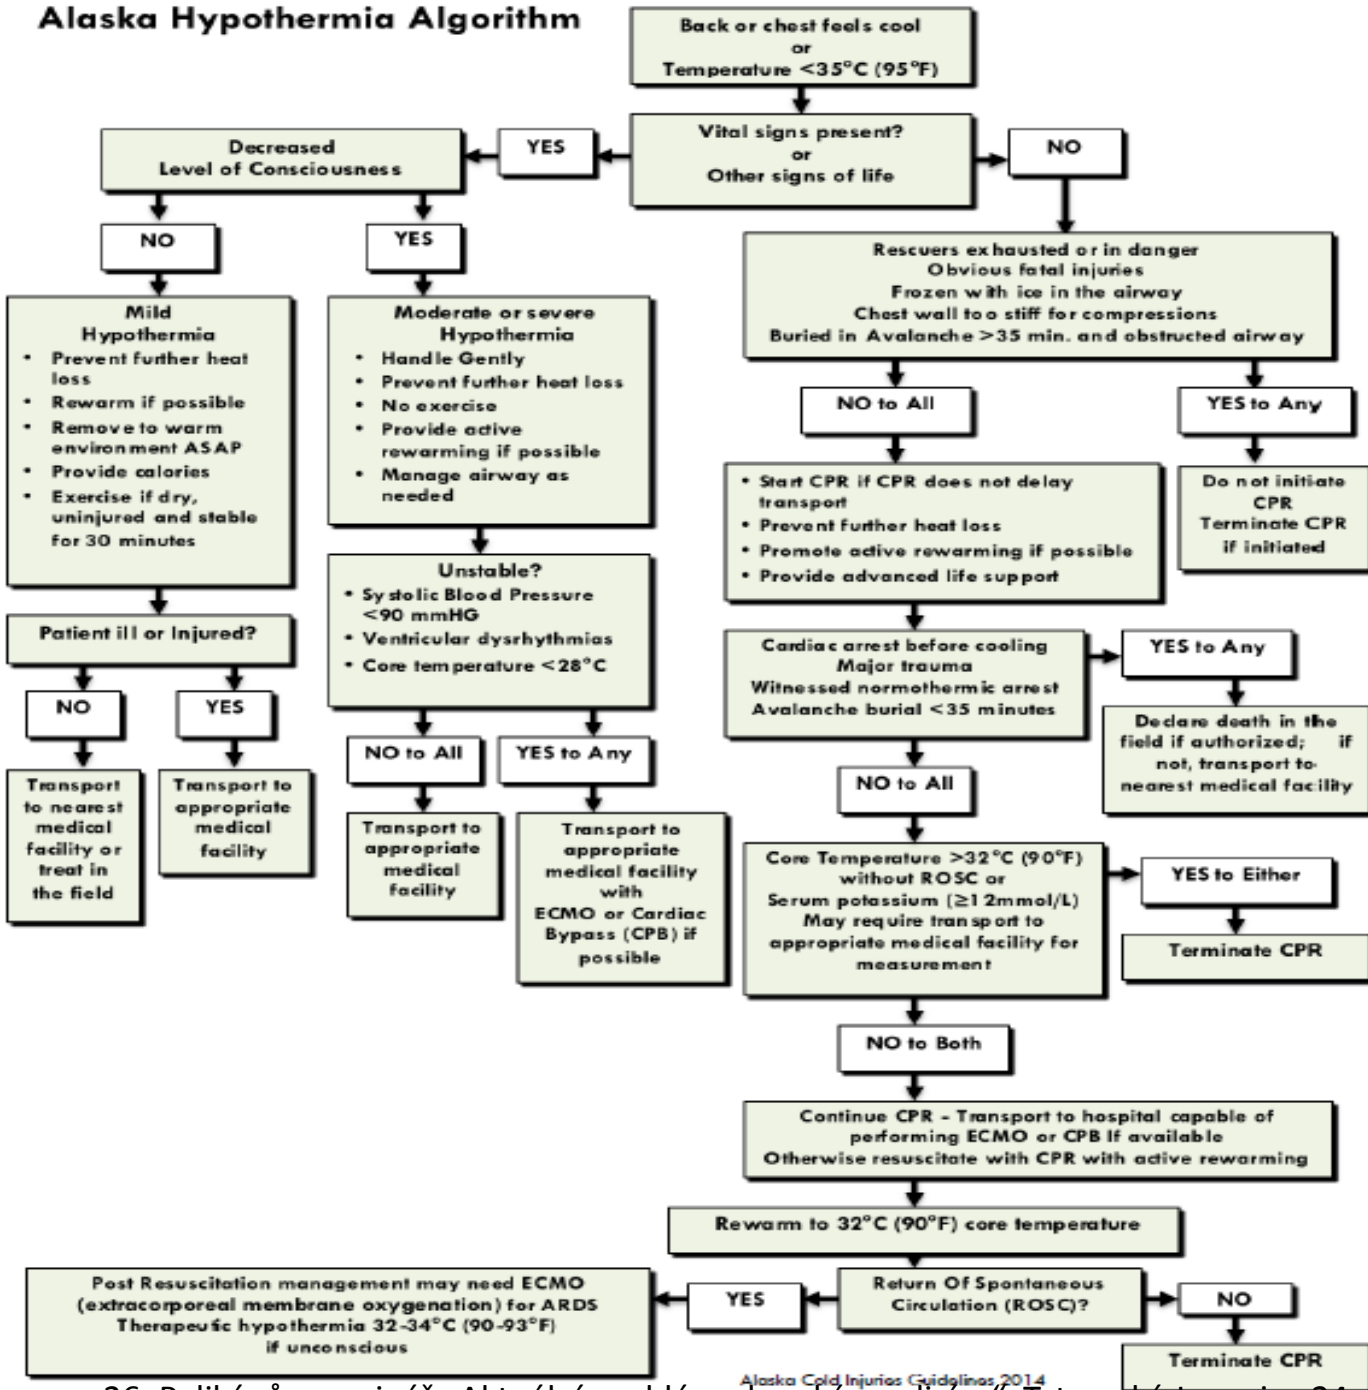 Alaska Hypothermia Algorithm
Back or chest feels cool
or
Temperature <35°C (95°F)
Vital signs present?
or
Other signs of life
YES
NO
Decreased
Level of Consciousness
NO
YES
Mild
Hypothermia
• Prevent further heat
loss
• Rewarm if possible
• Remove to warm
environment ASAP
• Provide calories
• Exercise if dry,
uninjured and stable
for 30 minutes
Patient ill or Injured?
NO
YES
Transport
to nearest
medical
facility or
treat in
the field
Transport to
appropriate
medical
facility
Moderate or severe
Hypothermia
• Handle Gently
• Prevent further heat loss
• No exercise
• Provide active
rewarming if possible
• Manage airway as
needed
Unstable?
• Systolic Blood Pressure
<90 mmHG
• Ventricular dysrhythmias
• Core temperature <28°C
NO to All
YES to Any
Transport to
appropriate
medical
facility
Transport to
appropriate
medical facility
with
ECMO or Cardiac
Bypass (CPB) if
possible
Rescuers exhausted or in danger
Obvious fatal injuries
Frozen with ice in the airway
Chest wall too stiff for compressions
Buried in Avalanche >35 min. and obstructed airway
NO to All
YES to Any
Do not initiate
CPR
Terminate CPR
if initiated
• Start CPR if CPR does not delay
transport
• Prevent further heat loss
• Promote active rewarming if possible
• Provide advanced life support
Cardiac arrest before cooling
Major trauma
Witnessed normothermic arrest
Avalanche burial <35 minutes
YES to Any
Declare death in the
field if authorized; if
not, transport to
nearest medical facility
NO to All
Core Temperature >32°C (90°F)
without ROSC or
Serum potassium (≥12mmol/L)
May require transport to
appropriate medical facility for
measurement
YES to Either
Terminate CPR
NO to Both
Continue CPR - Transport to hospital capable of
performing ECMO or CPB If available
Otherwise resuscitate with CPR with active rewarming
Rewarm to 32°C (90°F) core temperature
Return Of Spontaneous
Circulation (ROSC)?
YES
NO
Post Resuscitation management may need ECMO
(extracorporeal membrane oxygenation) for ARDS
Therapeutic hypothermia 32-34°C (90-93°F)
if unconscious
Terminate CPR
Alaska Cold Injuries Guidelines 2014